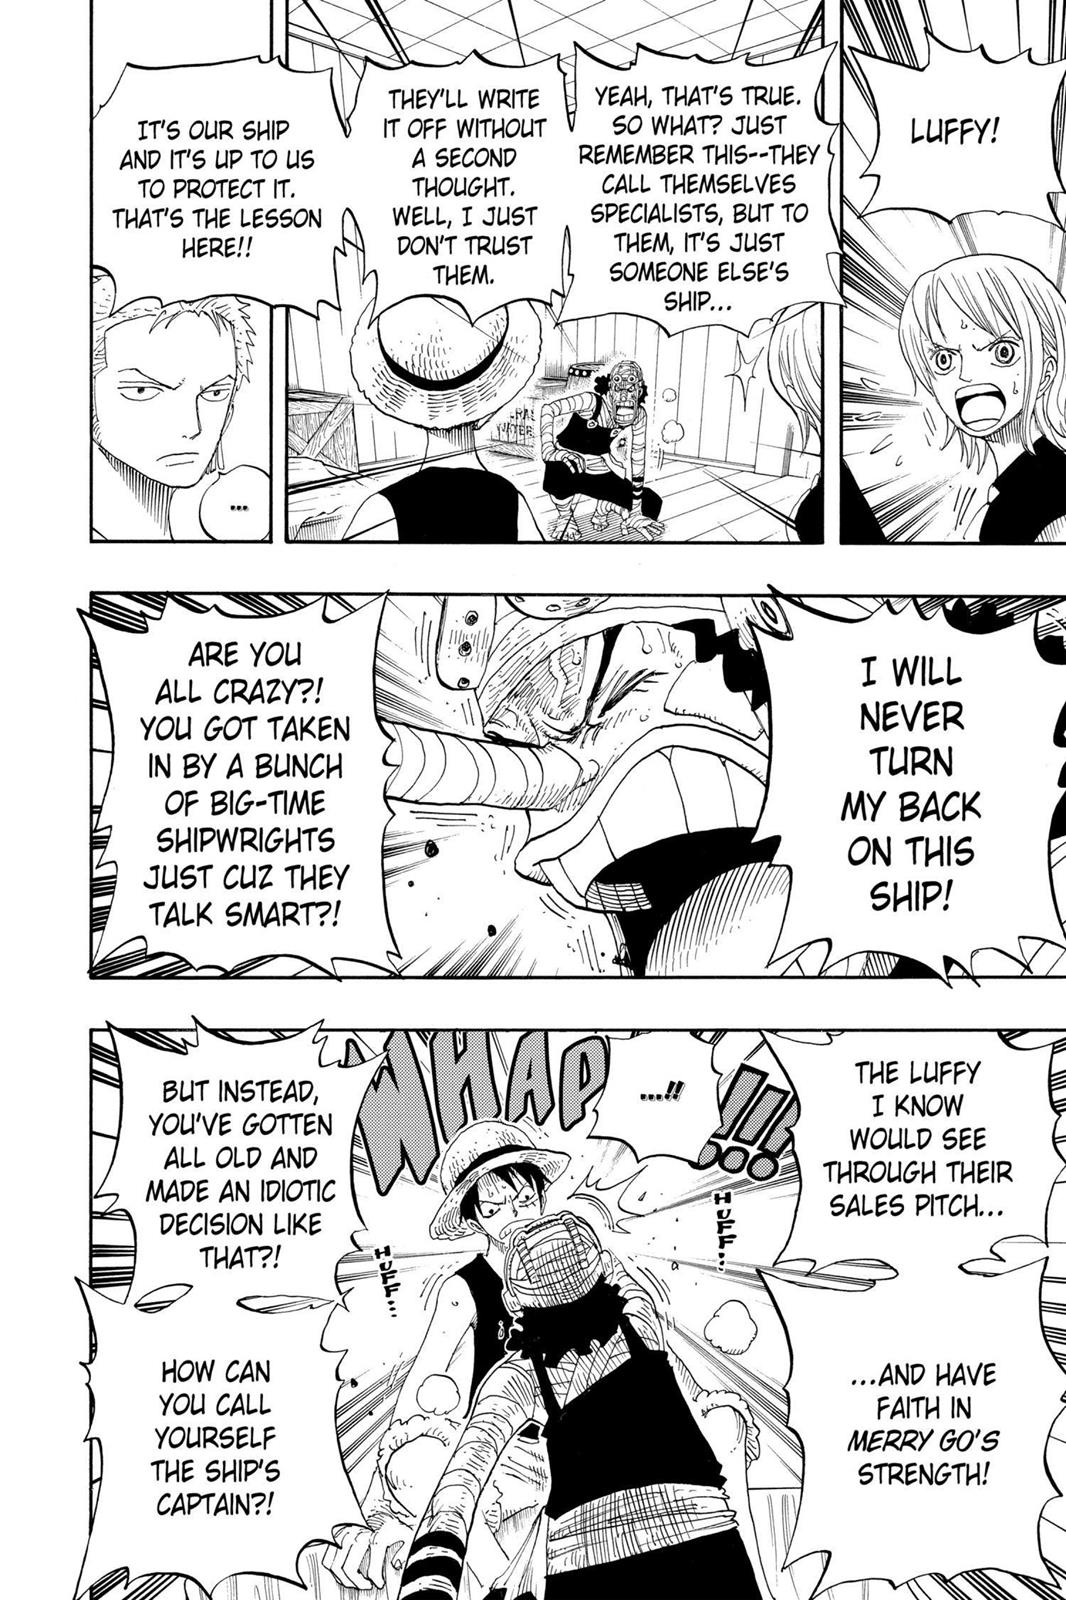 LUFFY!
YEAH, THAT'S TRUE.
SO WHAT? JUST
REMEMBER THIS--THEY
CALL THEMSELVES
SPECIALISTS, BUT TO
THEM, IT'S JUST
SOMEONE ELSE'S
SHIP...
THEY'LL WRITE
IT OFF WITHOUT
A SECOND
THOUGHT.
WELL, I JUST
DON'T TRUST
THEM.
IT'S OUR SHIP
AND IT'S UP TO US
TO PROTECT IT.
THAT'S THE LESSON
HERE!!
...
I WILL
NEVER
TURN
MY BACK
ON THIS
SHIP!
ARE YOU
ALL CRAZY?!
YOU GOT TAKEN
IN BY A BUNCH
OF BIG-TIME
SHIPWRIGHTS
JUST CUZ THEY
TALK SMART?!
THE LUFFY
I KNOW
WOULD SEE
THROUGH THEIR
SALES PITCH...
...AND HAVE
FAITH IN
MERRY GO'S
STRENGTH!
...!!
WHAP!!!
HUFF...
HUFF...
BUT INSTEAD,
YOU'VE GOTTEN
ALL OLD AND
MADE AN IDIOTIC
DECISION LIKE
THAT?!
HOW CAN
YOU CALL
YOURSELF
THE SHIP'S
CAPTAIN?!